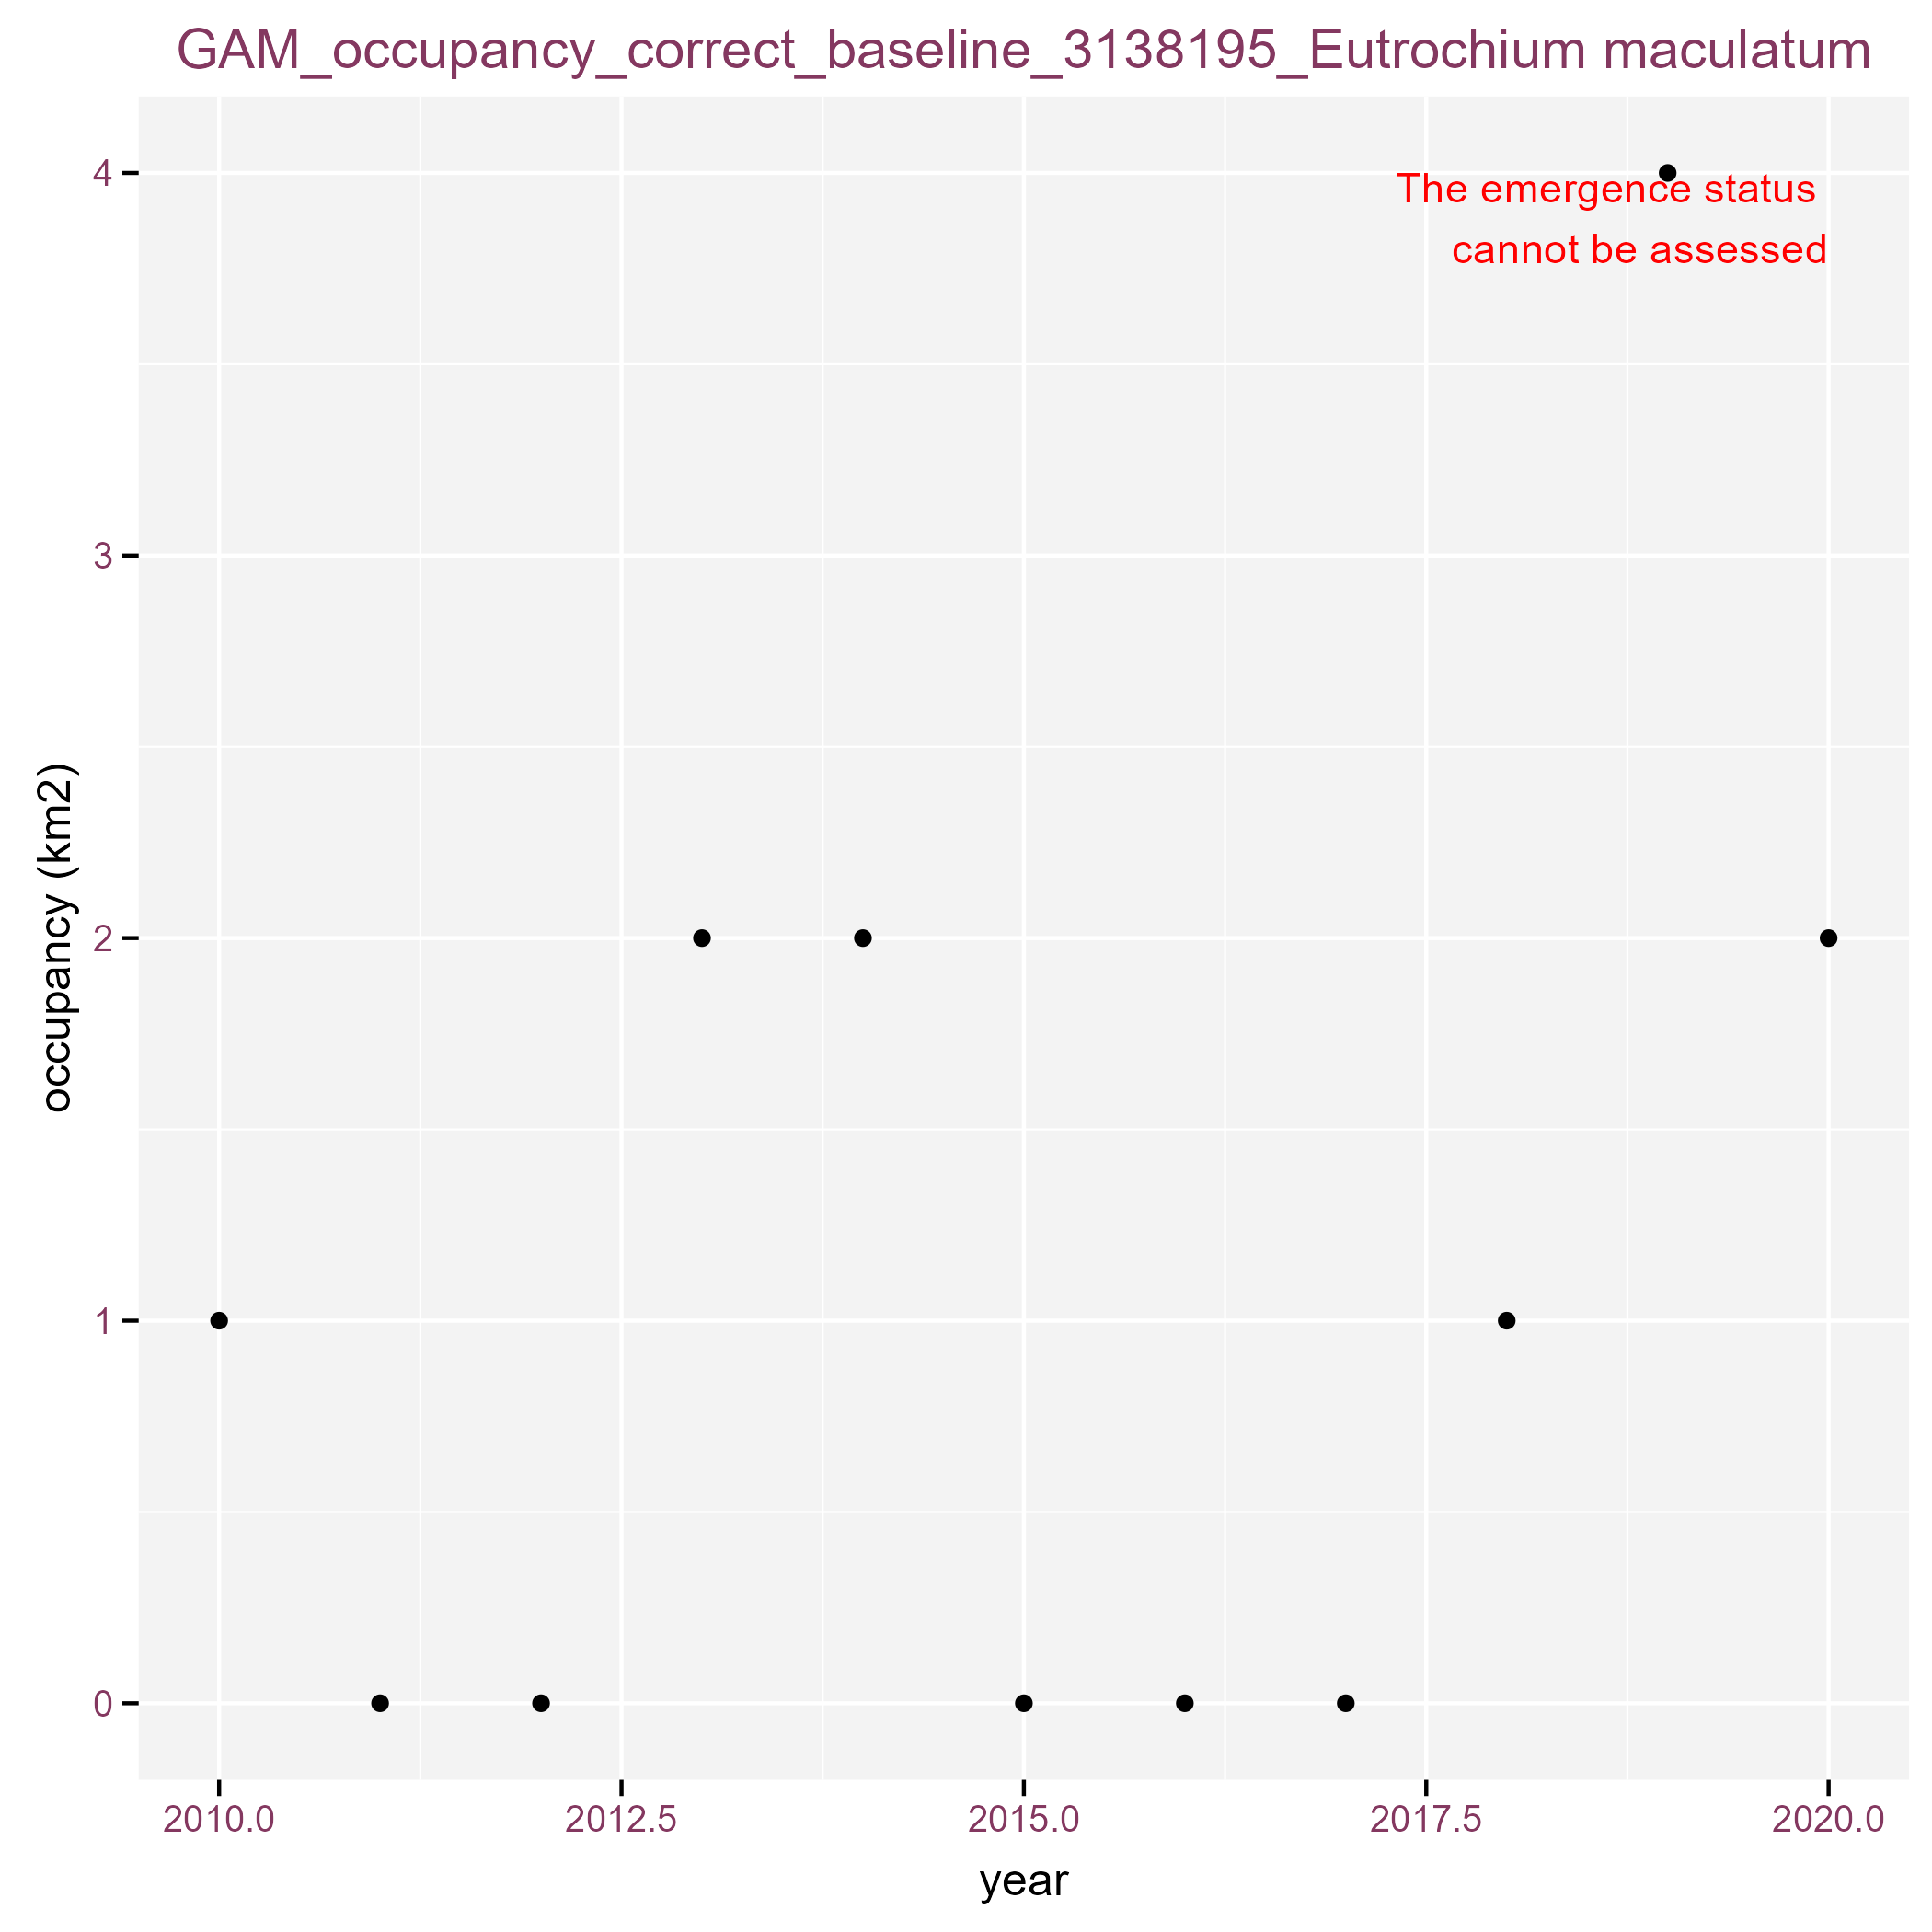 GAM_occupancy_correct_baseline_3138195_Eutrochium maculatum
4
The emergence status
cannot be assessed
3
occupancy (km2)
2
1
0
2010.0 2012.5 2015.0 2017.5 2020.0
year